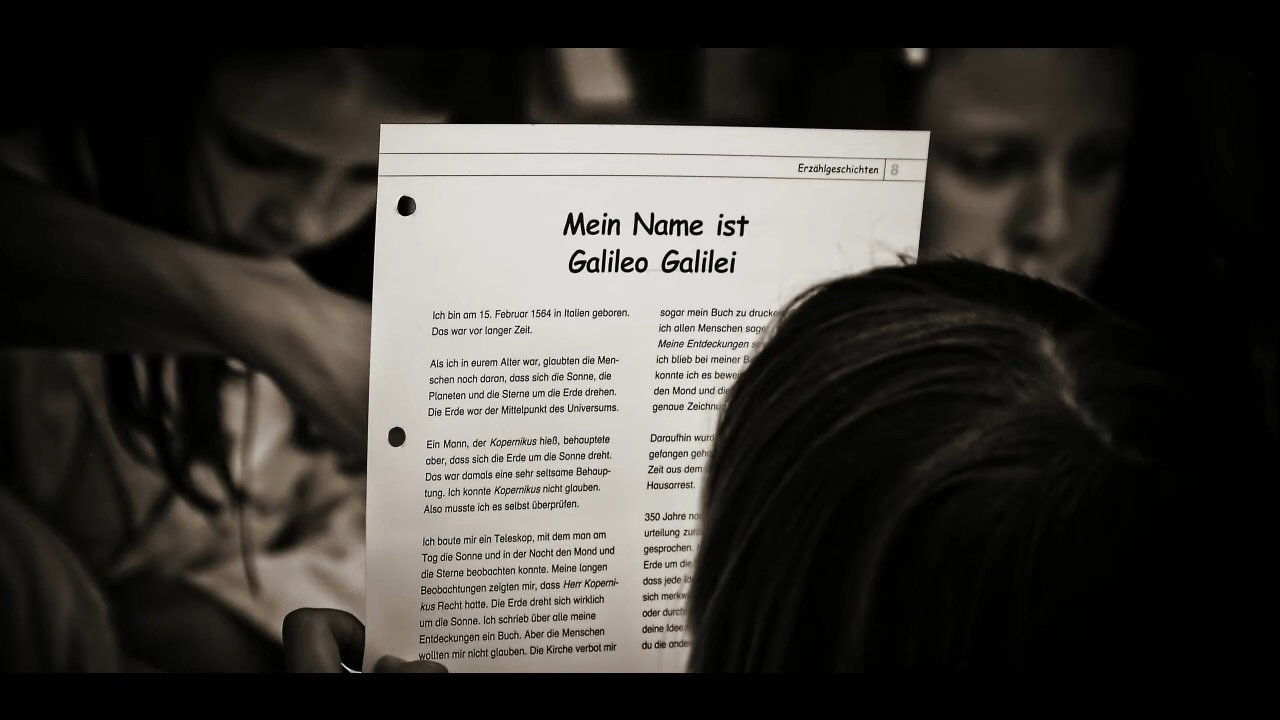 Erzählgeschichten 8
Mein Name ist
Galileo Galilei
Ich bin am 15. Februar 1564 in Italien geboren.
Das war vor langer Zeit.
Als ich in eurem Alter war, glaubten die Men-
schen noch daran, dass sich die Sonne, die
Planeten und die Sterne um die Erde drehen.
Die Erde war der Mittelpunkt des Universums.
Ein Mann, der Kopernikus hieß, behauptete
aber, dass sich die Erde um die Sonne dreht.
Das war damals eine sehr seltsame Behaup-
tung. Ich konnte Kopernikus nicht glauben.
Also musste ich es selbst überprüfen.
Ich baute mir ein Teleskop, mit dem man am
Tag die Sonne und in der Nacht den Mond und
die Sterne beobachten konnte. Meine langen
Beobachtungen zeigten mir, dass Herr Koperni-
kus Recht hatte. Die Erde dreht sich wirklich
um die Sonne. Ich schrieb über alle meine
Entdeckungen ein Buch. Aber die Menschen
wollten mir nicht glauben. Die Kirche verbot mir
sogar mein Buch zu drucke
ich allen Menschen sage
Meine Entdeckungen
ich blieb bei meiner
konnte ich es bewei
den Mond und die
genaue Zeichnu
Daraufhin wurd
gefangen geh
Zeit aus dem
Hausarrest.
350 Jahre na
urteilung zur
gesprochen.
Erde um die
dass jede Id
sich merkw
oder durch
deine Idee
du die ande